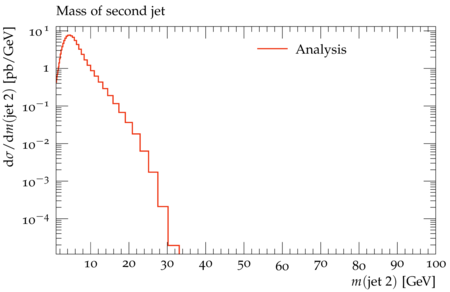 Mass of second jet
dσ/dm(jet 2) [pb/GeV]
10¹
1
10⁻¹
10⁻²
10⁻³
10⁻⁴
Analysis
10 20 30 40 50 60 70 80 90 100
m(jet 2) [GeV]